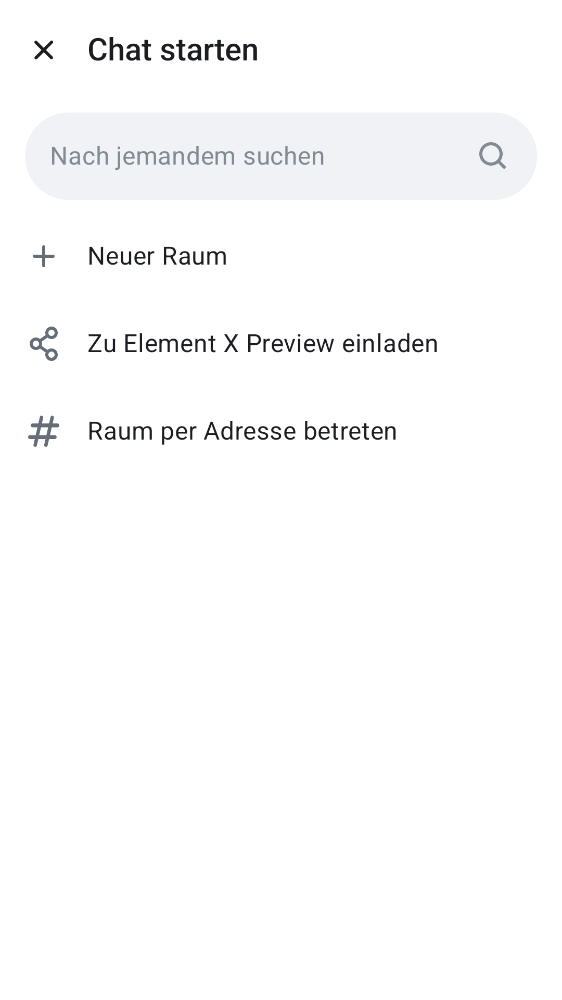 Chat starten
Nach jemandem suchen
Neuer Raum
Zu Element X Preview einladen
Raum per Adresse betreten